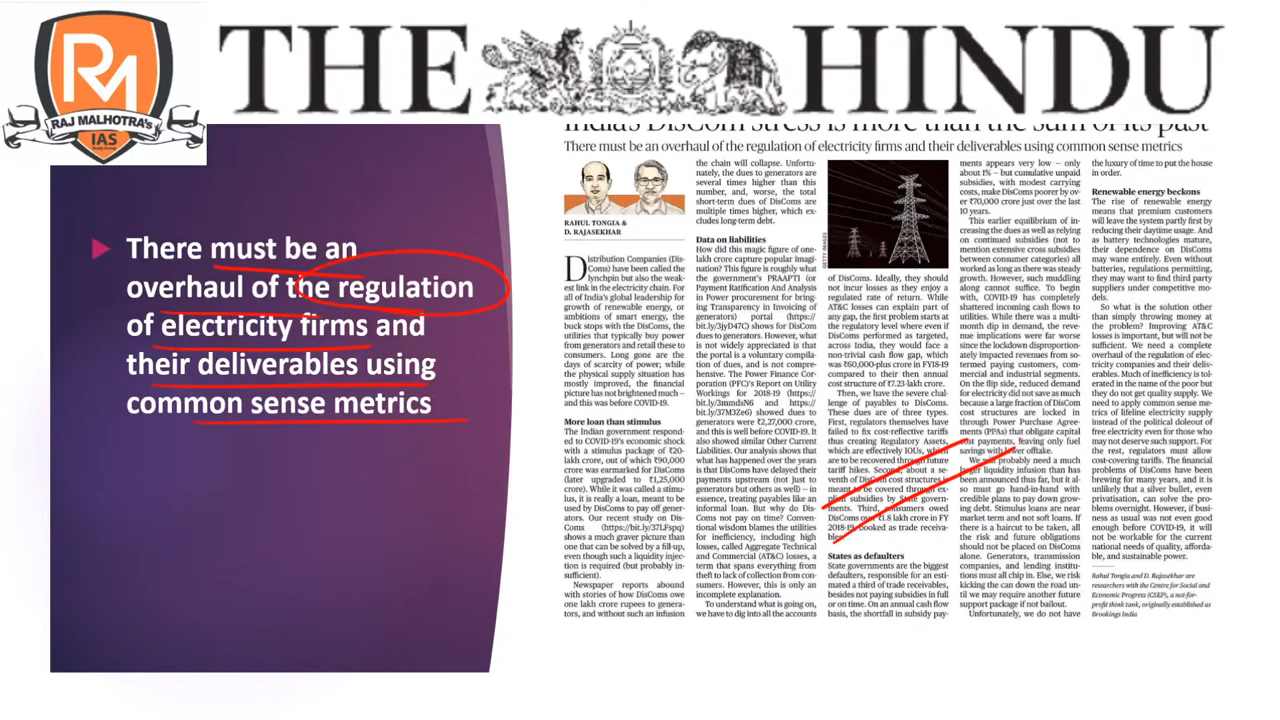 RM
RAJ MALHOTRA's
IAS
THE HINDU
There must be an
overhaul of the regulation
of electricity firms and
their deliverables using
common sense metrics
India's DisCom stress is more than the sum of its past
There must be an overhaul of the regulation of electricity firms and their deliverables using common sense metrics
RAHUL TONGIA &
D. RAJASEKHAR
Distribution Companies (Dis-
Coms) have been called the
lynchpin but also the weak-
est link in the electricity chain. For
all of India's global leadership for
growth of renewable energy, or
ambitions of smart energy, the
buck stops with the DisComs, the
utilities that typically buy power
from generators and retail these to
consumers. Long gone are the
days of scarcity of power; while
the physical supply situation has
mostly improved, the financial
picture has not brightened much –
and this was before COVID-19.
More loan than stimulus
The Indian government respond-
ed to COVID-19's economic shock
with a stimulus package of ₹20-
lakh crore, out of which ₹90,000
crore was earmarked for DisComs
(later upgraded to ₹1,25,000
crore). While it was called a stimu-
lus, it is really a loan, meant to be
used by DisComs to pay off gener-
ators. Our recent study on Dis-
Coms (https://bit.ly/37LFspq)
shows a much graver picture than
one that can be solved by a fill-up,
even though such a liquidity injec-
tion is required (but probably in-
sufficient).
Newspaper reports abound
with stories of how DisComs owe
one lakh crore rupees to genera-
tors, and without such an infusion
the chain will collapse. Unfortu-
nately, the dues to generators are
several times higher than this
number, and, worse, the total
short-term dues of DisComs are
multiple times higher, which ex-
cludes long-term debt.
Data on liabilities
How did this magic figure of one-
lakh crore capture popular imagi-
nation? This figure is roughly what
the government's PRAAPTI (or
Payment Ratification And Analysis
in Power procurement for bring-
ing Transparency in Invoicing of
generators) portal (https://
bit.ly/3jyD47C) shows for DisCom
dues to generators. However, what
is not widely appreciated is that
the portal is a voluntary compila-
tion of dues, and is not compre-
hensive. The Power Finance Cor-
poration (PFC)'s Report on Utility
Workings for 2018-19 (https://
bit.ly/3mmdsN6 and https://
bit.ly/37M3Ze6) showed dues to
generators were ₹2,27,000 crore,
and this is well before COVID-19. It
also showed similar Other Current
Liabilities. Our analysis shows that
what has happened over the years
is that DisComs have delayed their
payments upstream (not just to
generators but others as well) – in
essence, treating payables like an
informal loan. But why do Dis-
Coms not pay on time? Conven-
tional wisdom blames the utilities
for inefficiency, including high
losses, called Aggregate Technical
and Commercial (AT&C) losses, a
term that spans everything from
theft to lack of collection from con-
sumers. However, this is only an
incomplete explanation.
To understand what is going on,
we have to dig into all the accounts
GETTY IMAGES
of DisComs. Ideally, they should
not incur losses as they enjoy a
regulated rate of return. While
AT&C losses can explain part of
any gap, the first problem starts at
the regulatory level where even if
DisComs performed as targeted,
across India, they would face a
non-trivial cash flow gap, which
was ₹60,000-plus crore in FY18-19
compared to their then annual
cost structure of ₹7.23-lakh crore.
Then, we have the severe chal-
lenge of payables to DisComs.
These dues are of three types.
First, regulators themselves have
failed to fix cost-reflective tariffs
thus creating Regulatory Assets,
which are effectively IOUs, which
are to be recovered through future
tariff hikes. Second, about a se-
venth of DisCom cost structures is
meant to be covered through ex-
plicit subsidies by State govern-
ments. Third, consumers owed
DisComs over ₹1.8 lakh crore in FY
2018-19, booked as trade receiva-
bles.
States as defaulters
State governments are the biggest
defaulters, responsible for an esti-
mated a third of trade receivables,
besides not paying subsidies in full
or on time. On an annual cash flow
basis, the shortfall in subsidy pay-
ments appears very low – only
about 1% – but cumulative unpaid
subsidies, with modest carrying
costs, make DisComs poorer by ov-
er ₹70,000 crore just over the last
10 years.
This earlier equilibrium of in-
creasing the dues as well as relying
on continued subsidies (not to
mention extensive cross subsidies
between consumer categories) all
worked as long as there was steady
growth. However, such muddling
along cannot suffice. To begin
with, COVID-19 has completely
shattered incoming cash flows to
utilities. While there was a multi-
month dip in demand, the reve-
nue implications were far worse
since the lockdown disproportion-
ately impacted revenues from so-
termed paying customers, com-
mercial and industrial segments.
On the flip side, reduced demand
for electricity did not save as much
because a large fraction of DisCom
cost structures are locked in
through Power Purchase Agree-
ments (PPAs) that obligate capital
cost payments, leaving only fuel
savings with lower offtake.
We will probably need a much
larger liquidity infusion than has
been announced thus far, but it al-
so must go hand-in-hand with
credible plans to pay down grow-
ing debt. Stimulus loans are near
market term and not soft loans. If
there is a haircut to be taken, all
the risk and future obligations
should not be placed on DisComs
alone. Generators, transmission
companies, and lending institu-
tions must all chip in. Else, we risk
kicking the can down the road un-
til we may require another future
support package if not bailout.
Unfortunately, we do not have
the luxury of time to put the house
in order.
Renewable energy beckons
The rise of renewable energy
means that premium customers
will leave the system partly first by
reducing their daytime usage. And
as battery technologies mature,
their dependence on DisComs
may wane entirely. Even without
batteries, regulations permitting,
they may want to find third party
suppliers under competitive mo-
dels.
So what is the solution other
than simply throwing money at
the problem? Improving AT&C
losses is important, but will not be
sufficient. We need a complete
overhaul of the regulation of elec-
tricity companies and their deliv-
erables. Much of inefficiency is tol-
erated in the name of the poor but
they do not get quality supply. We
need to apply common sense me-
trics of lifeline electricity supply
instead of the political doleout of
free electricity even for those who
may not deserve such support. For
the rest, regulators must allow
cost-covering tariffs. The financial
problems of DisComs have been
brewing for many years, and it is
unlikely that a silver bullet, even
privatisation, can solve the pro-
blems overnight. However, if busi-
ness as usual was not even good
enough before COVID-19, it will
not be workable for the current
national needs of quality, afforda-
ble, and sustainable power.
Rahul Tongia and D. Rajasekhar are
researchers with the Centre for Social and
Economic Progress (CSEP), a not-for-
profit think tank, originally established as
Brookings India